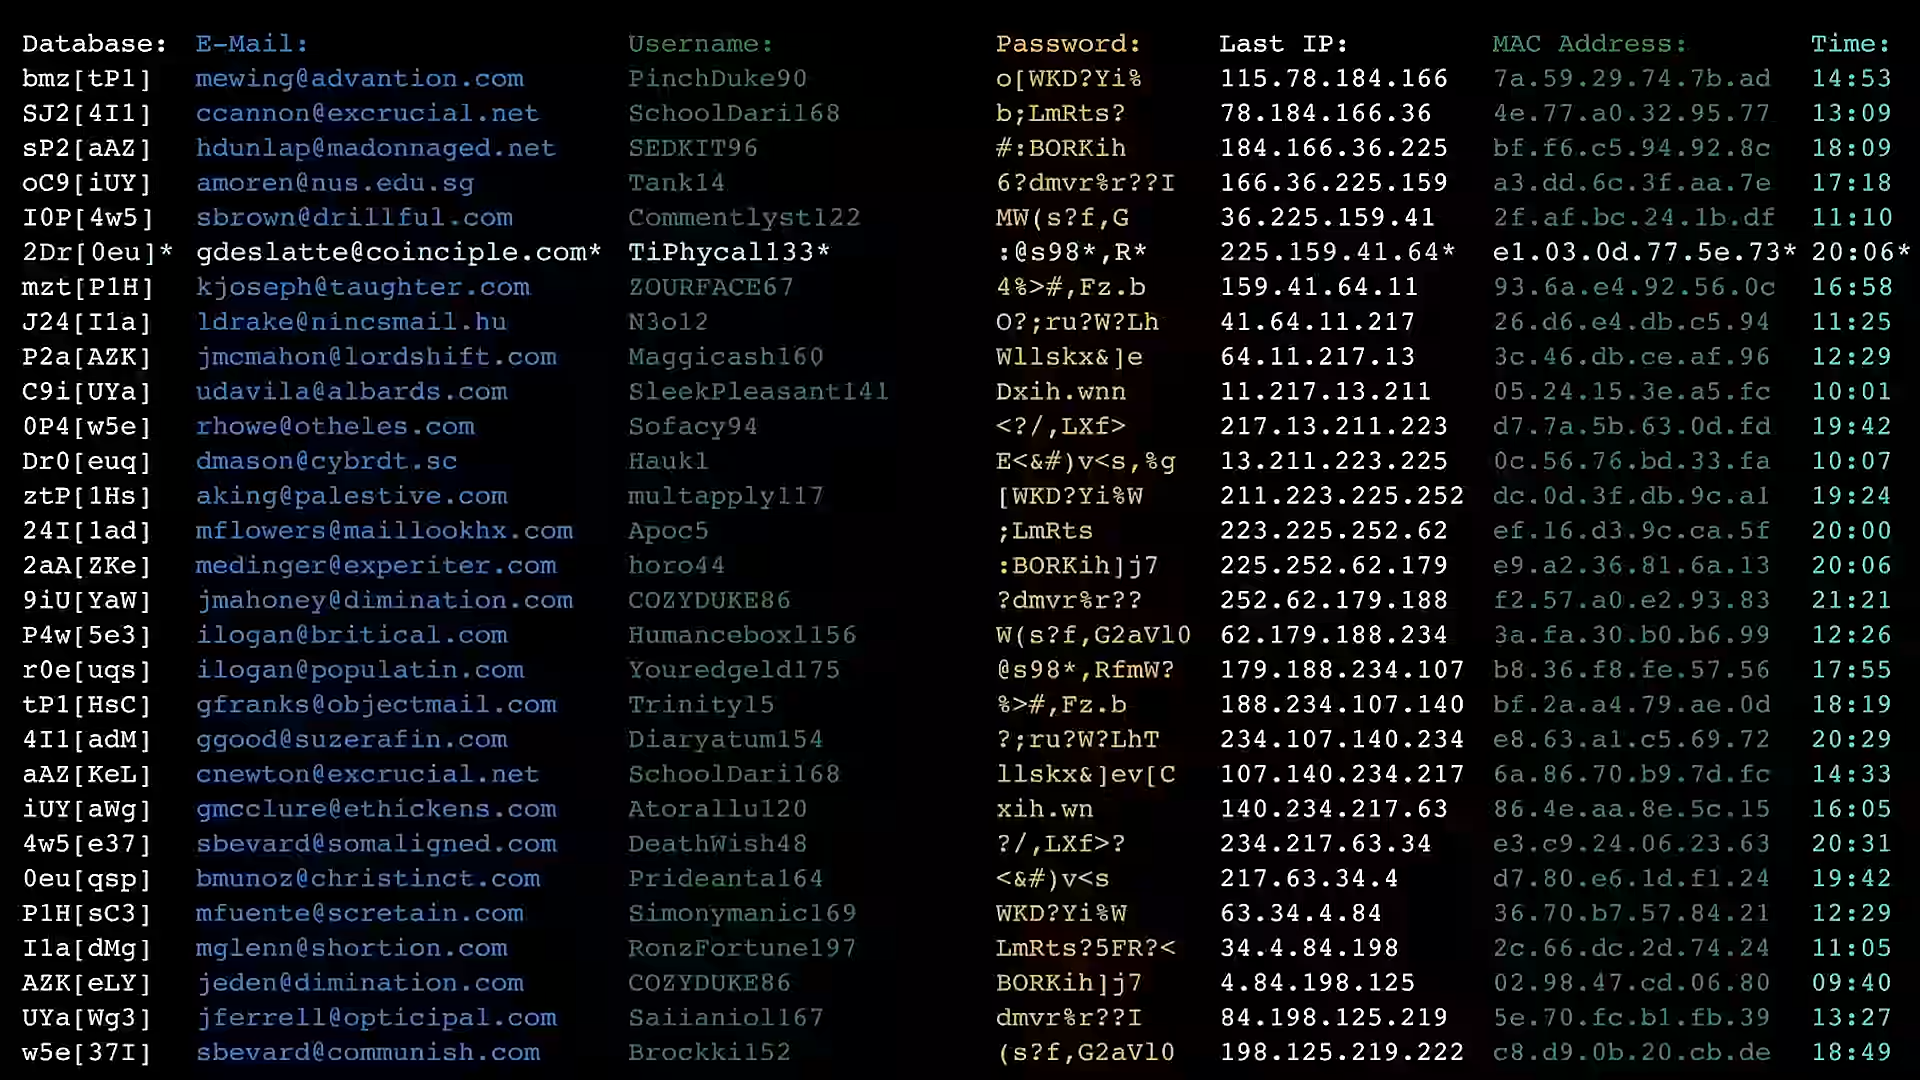 Database: E-Mail: Username: Password: Last IP: MAC Address: Time:
bmz[tP1] mewing@advantion.com PinchDuke90 o[WKD?Yi% 115.78.184.166 7a.59.29.74.7b.ad 14:53
SJ2[4I1] ccannon@excrucial.net SchoolDari168 b;LmRts? 78.184.166.36 4e.77.a0.32.95.77 13:09
sP2[aAZ] hdunlap@madonnaged.net SEDKIT96 #:BORKih 184.166.36.225 bf.f6.c5.94.92.8c 18:09
oC9[iUY] amoren@nus.edu.sg Tank14 6?dmvr%r??I 166.36.225.159 a3.dd.6c.3f.aa.7e 17:18
I0P[4w5] sbrown@drillful.com Commentlyst122 MW(s?f,G 36.225.159.41 2f.af.bc.24.1b.df 11:10
2Dr[0eu]* gdeslatte@coinciple.com* TiPhycal133* :@s98*,R* 225.159.41.64* e1.03.0d.77.5e.73* 20:06*
mzt[P1H] kjoseph@taughter.com ZOURFACE67 4%>#,Fz.b 159.41.64.11 93.6a.e4.92.56.0c 16:58
J24[I1a] ldrake@nincsmail.hu N3o12 O?;ru?W?Lh 41.64.11.217 26.d6.e4.db.c5.94 11:25
P2a[AZK] jmcmahon@lordshift.com Maggicash160 Wllskx&]e 64.11.217.13 3c.46.db.ce.af.96 12:29
C9i[UYa] udavila@albards.com SleekPleasant141 Dxih.wnn 11.217.13.211 05.24.15.3e.a5.fc 10:01
0P4[w5e] rhowe@otheles.com Sofacy94 <?/,LXf> 217.13.211.223 d7.7a.5b.63.0d.fd 19:42
Dr0[euq] dmason@cybrdt.sc Hauk1 E<&#)v<s,%g 13.211.223.225 0c.56.76.bd.33.fa 10:07
ztP[1Hs] aking@palestive.com multapply117 [WKD?Yi%W 211.223.225.252 dc.0d.3f.db.9c.a1 19:24
24I[1ad] mflowers@maillookhx.com Apoc5 ;LmRts 223.225.252.62 ef.16.d3.9c.ca.5f 20:00
2aA[ZKe] medinger@experiter.com horo44 :BORKih]j7 225.252.62.179 e9.a2.36.81.6a.13 20:06
9iU[YaW] jmahoney@dimination.com COZYDUKE86 ?dmvr%r?? 252.62.179.188 f2.57.a0.e2.93.83 21:21
P4w[5e3] ilogan@britical.com Humanceboxl156 W(s?f,G2aVl0 62.179.188.234 3a.fa.30.b0.b6.99 12:26
r0e[uqs] ilogan@populatin.com Youredgeld175 @s98*,RfmW? 179.188.234.107 b8.36.f8.fe.57.56 17:55
tP1[HsC] gfranks@objectmail.com Trinity15 %>#,Fz.b 188.234.107.140 bf.2a.a4.79.ae.0d 18:19
4I1[adM] ggood@suzerafin.com Diaryatum154 ?;ru?W?LhT 234.107.140.234 e8.63.a1.c5.69.72 20:29
aAZ[KeL] cnewton@excrucial.net SchoolDari168 llskx&]ev[C 107.140.234.217 6a.86.70.b9.7d.fc 14:33
iUY[aWg] gmcclure@ethickens.com Atorallu120 xih.wn 140.234.217.63 86.4e.aa.8e.5c.15 16:05
4w5[e37] sbevard@somaligned.com DeathWish48 ?/,LXf>? 234.217.63.34 e3.c9.24.06.23.63 20:31
0eu[qsp] bmunoz@christinct.com Prideanta164 <&#)v<s 217.63.34.4 d7.80.e6.1d.f1.24 19:42
P1H[sC3] mfuente@scretain.com Simonymanic169 WKD?Yi%W 63.34.4.84 36.70.b7.57.84.21 12:29
I1a[dMg] mglenn@shortion.com RonzFortune197 LmRts?5FR?< 34.4.84.198 2c.66.dc.2d.74.24 11:05
AZK[eLY] jeden@dimination.com COZYDUKE86 BORKih]j7 4.84.198.125 02.98.47.cd.06.80 09:40
UYa[Wg3] jferrell@opticipal.com Saiianiol167 dmvr%r??I 84.198.125.219 5e.70.fc.b1.fb.39 13:27
w5e[37I] sbevard@communish.com Brockki152 (s?f,G2aVl0 198.125.219.222 c8.d9.0b.20.cb.de 18:49